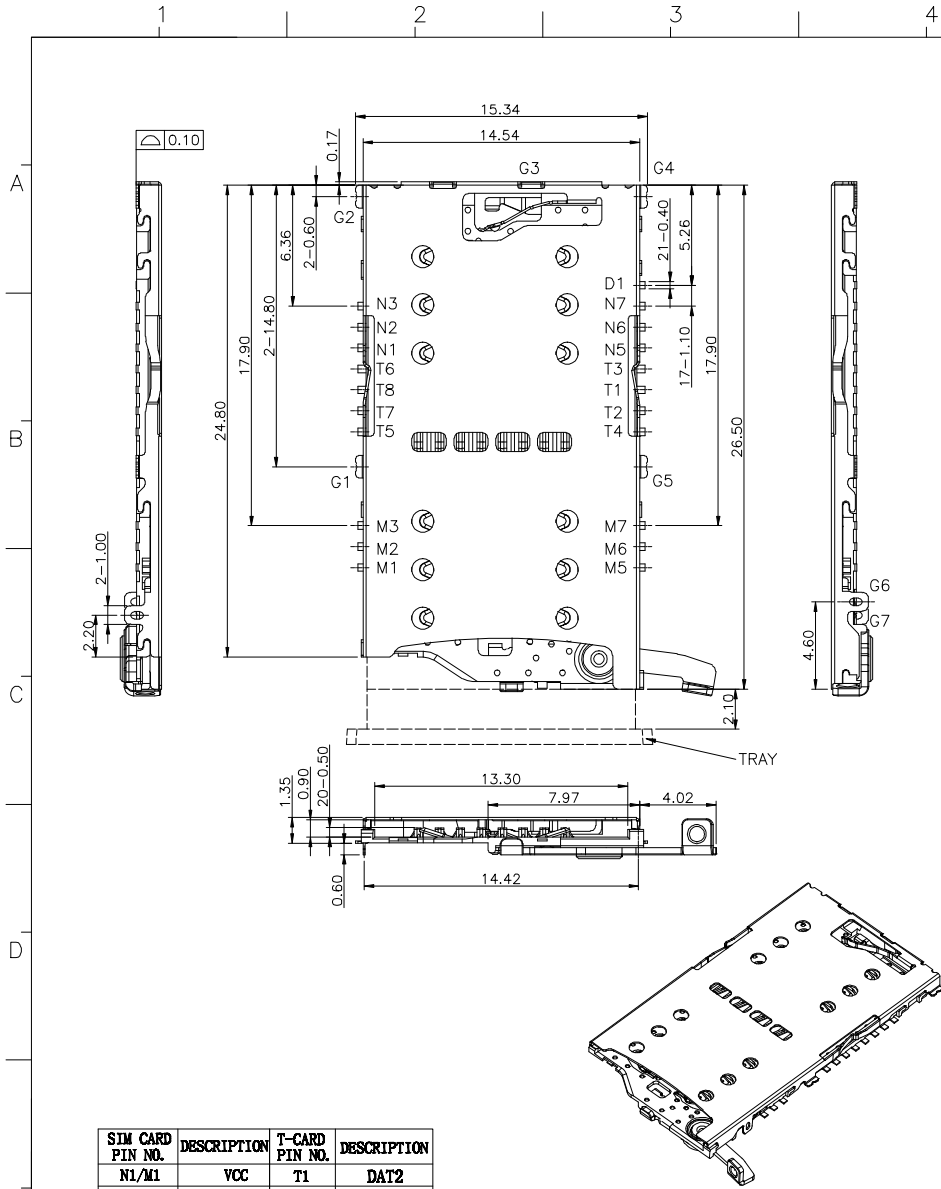 1 2 3 4
A
B
C
D
0.10
15.34
14.54
0.17
G3
G4
G2
2-0.60
6.36
2-14.80
17.90
24.80
21-0.40
5.26
17-1.10
17.90
26.50
D1
N3 N7
N2 N6
N1 N5
T6 T3
T8 T1
T7 T2
T5 T4
G1 G5
M3 M7
M2 M6
M1 M5
2-1.00
2.20
G6
G7
4.60
2.10
TRAY
1.35
0.90
20-0.50
0.60
13.30
7.97
4.02
14.42
SIM CARD PIN NO. DESCRIPTION T-CARD PIN NO. DESCRIPTION
N1/M1 VCC T1 DAT2